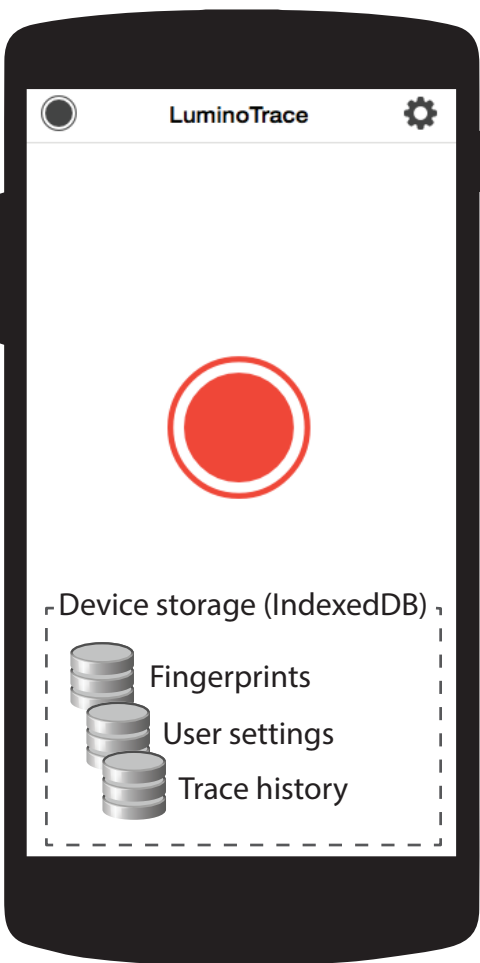 LuminoTrace
Device storage (IndexedDB)
Fingerprints
User settings
Trace history